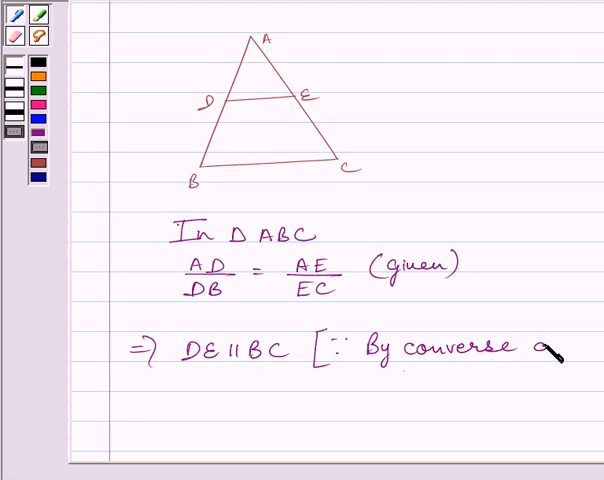 A
D E
B C
In Δ ABC
AD/DB = AE/EC (given)
⇒ DE || BC [∵ By converse o